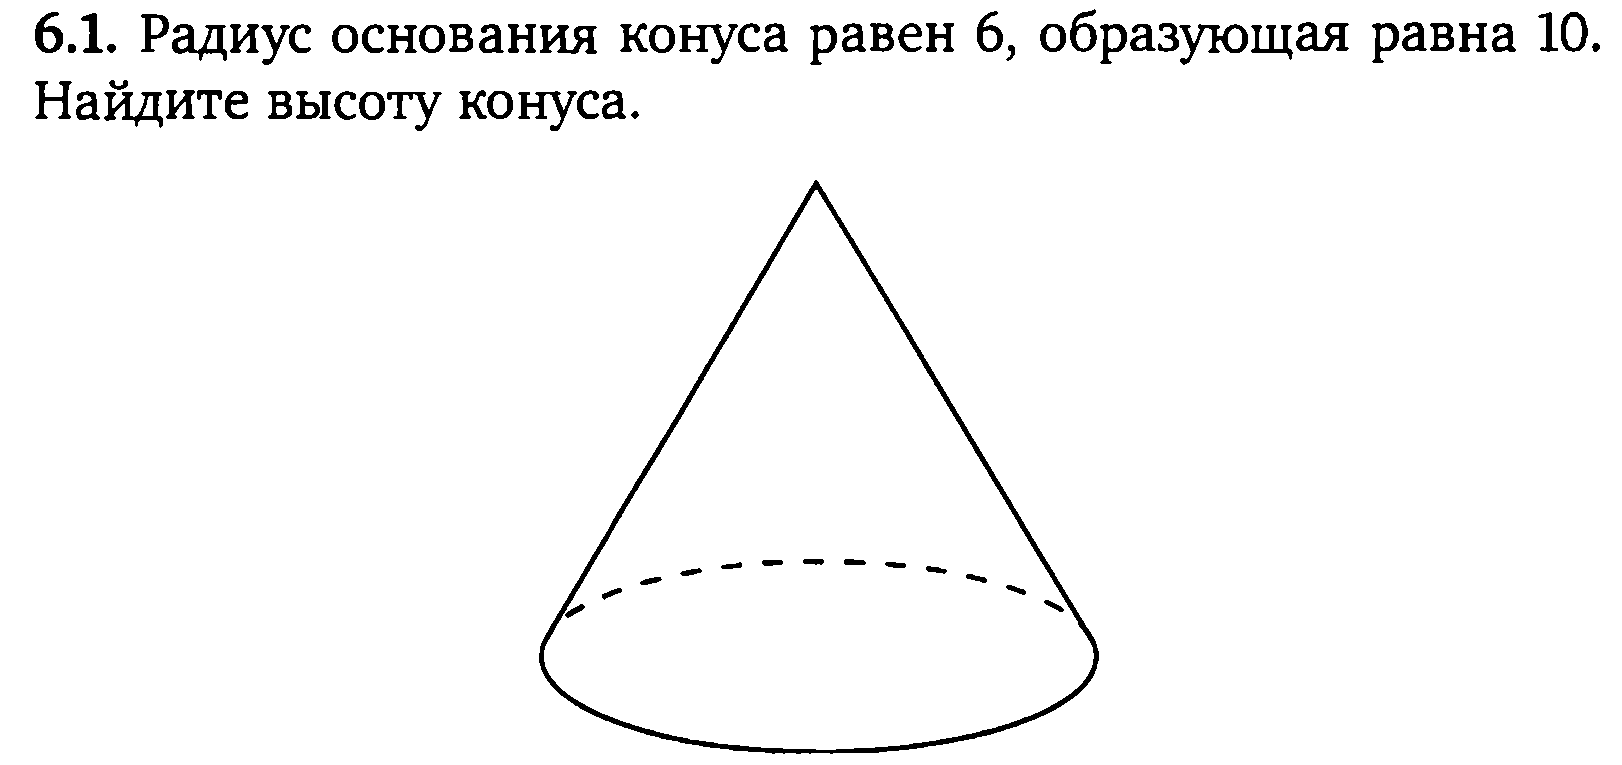 6.1. Радиус основания конуса равен 6, образующая равна 10.
Найдите высоту конуса.